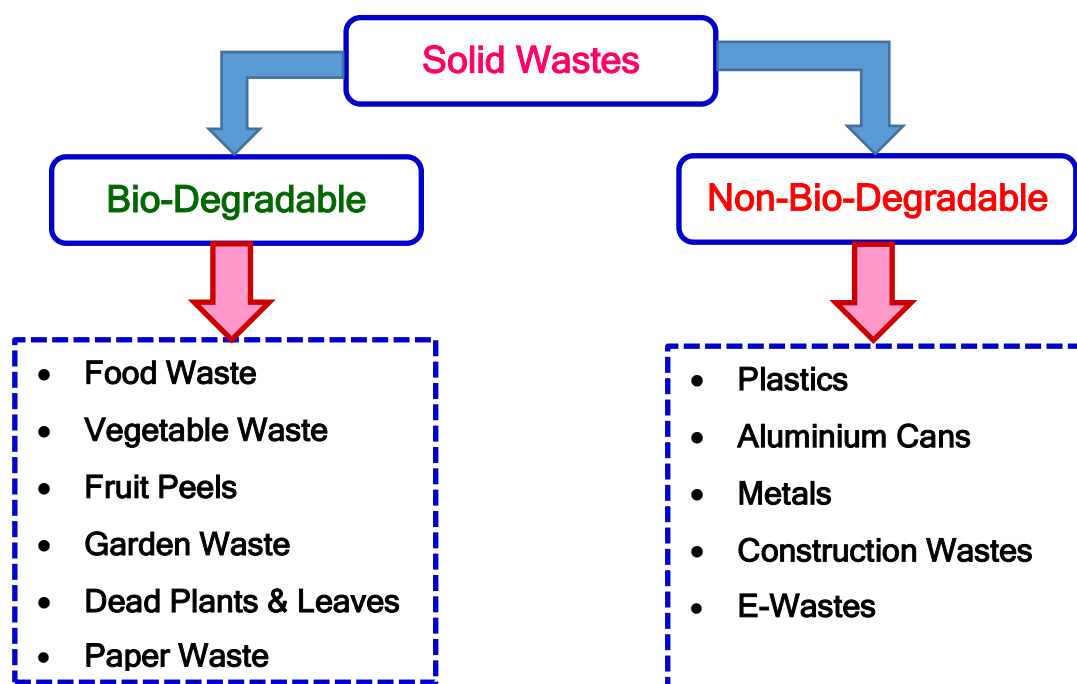 Solid Wastes
Bio-Degradable
Non-Bio-Degradable
• Food Waste
• Vegetable Waste
• Fruit Peels
• Garden Waste
• Dead Plants & Leaves
• Paper Waste
• Plastics
• Aluminium Cans
• Metals
• Construction Wastes
• E-Wastes